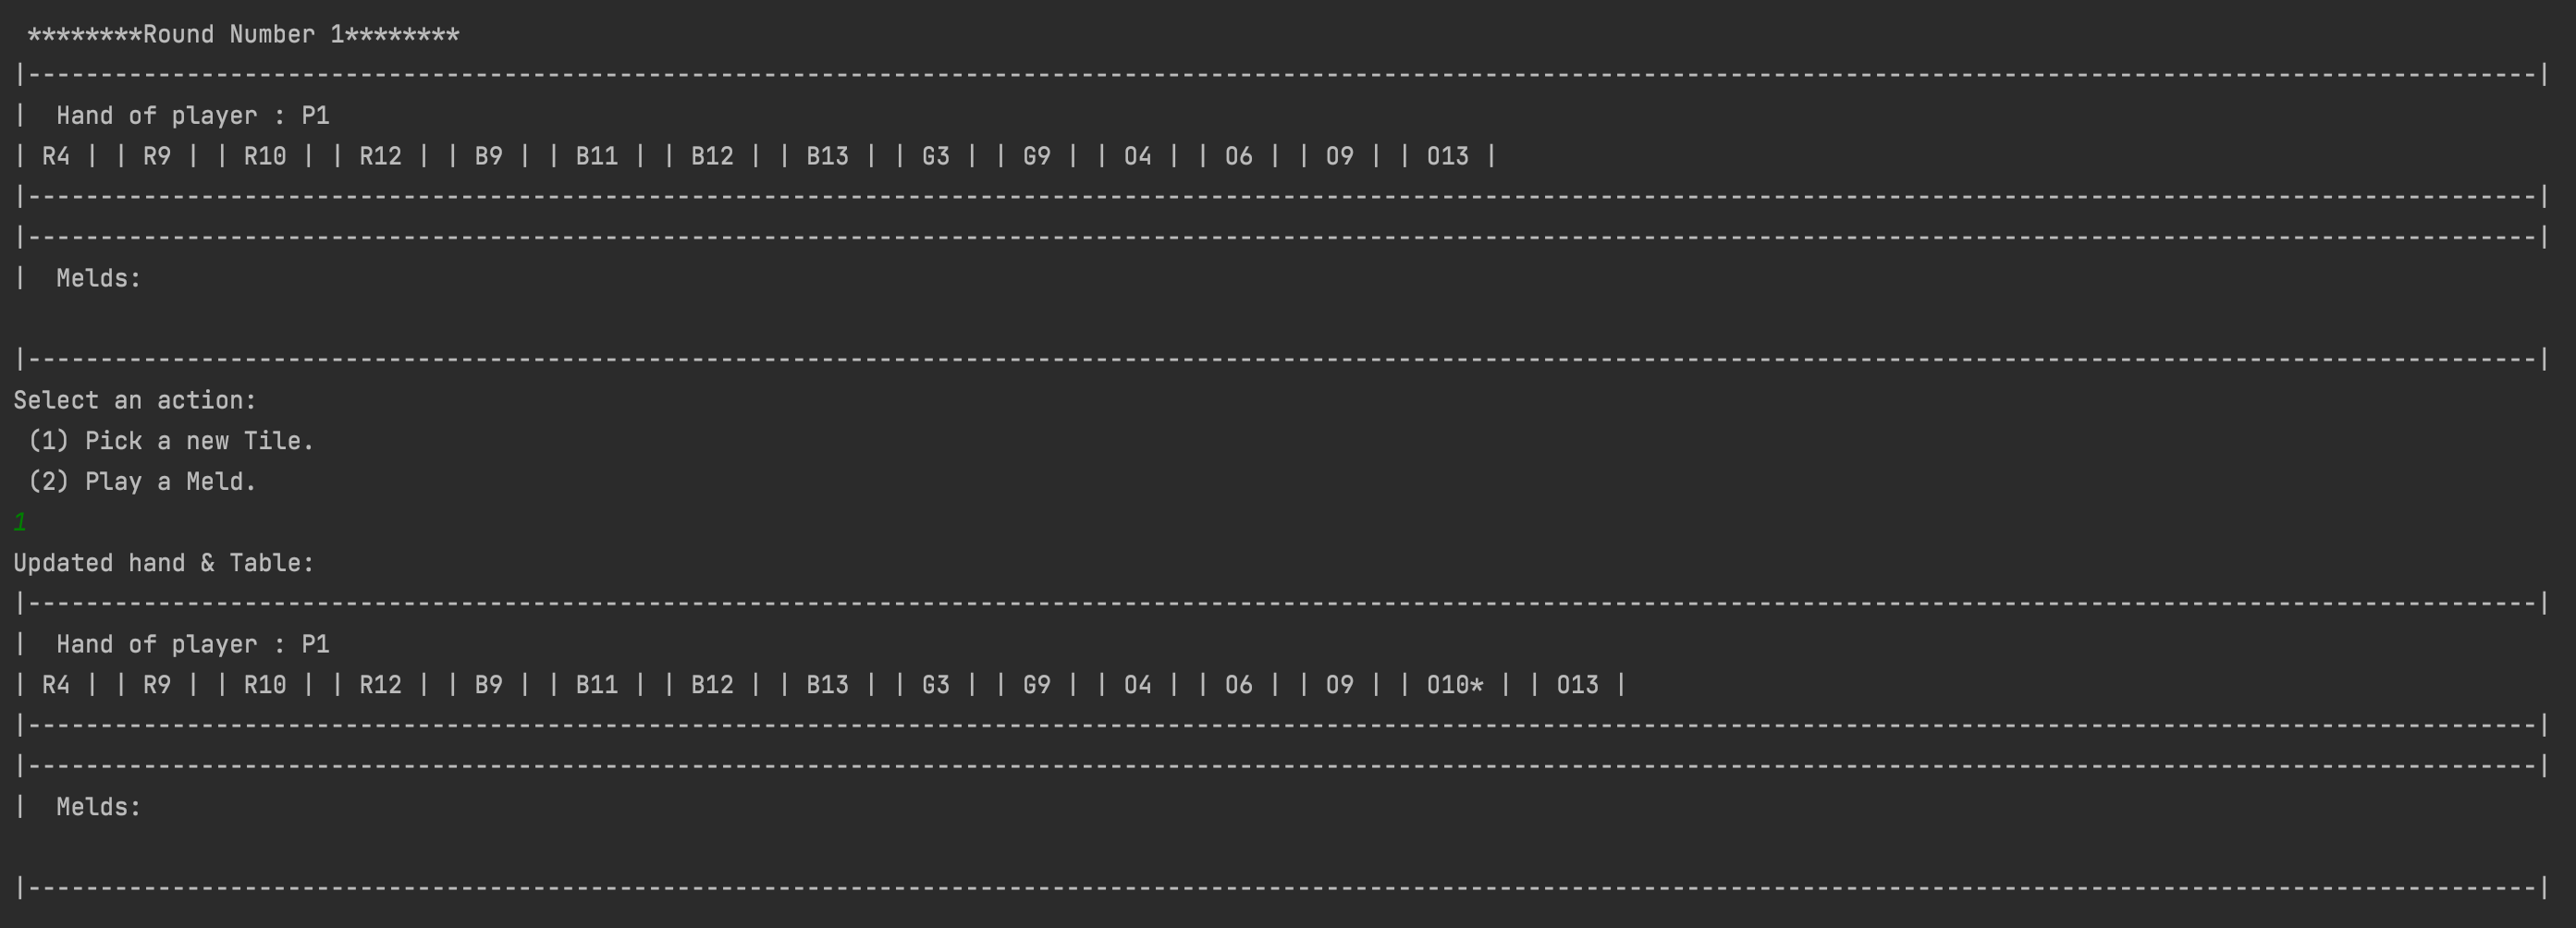 ********Round Number 1********
|------------------------------------------------------------------------------------------------------------------------------------------------------------------------------|
|  Hand of player : P1
| R4 | | R9 | | R10 | | R12 | | B9 | | B11 | | B12 | | B13 | | G3 | | G9 | | O4 | | O6 | | O9 | | O13 |
|------------------------------------------------------------------------------------------------------------------------------------------------------------------------------|
|------------------------------------------------------------------------------------------------------------------------------------------------------------------------------|
|  Melds:
|------------------------------------------------------------------------------------------------------------------------------------------------------------------------------|
Select an action:
(1) Pick a new Tile.
(2) Play a Meld.
1
Updated hand & Table:
|------------------------------------------------------------------------------------------------------------------------------------------------------------------------------|
|  Hand of player : P1
| R4 | | R9 | | R10 | | R12 | | B9 | | B11 | | B12 | | B13 | | G3 | | G9 | | O4 | | O6 | | O9 | | O10* | | O13 |
|------------------------------------------------------------------------------------------------------------------------------------------------------------------------------|
|------------------------------------------------------------------------------------------------------------------------------------------------------------------------------|
|  Melds:
|------------------------------------------------------------------------------------------------------------------------------------------------------------------------------|